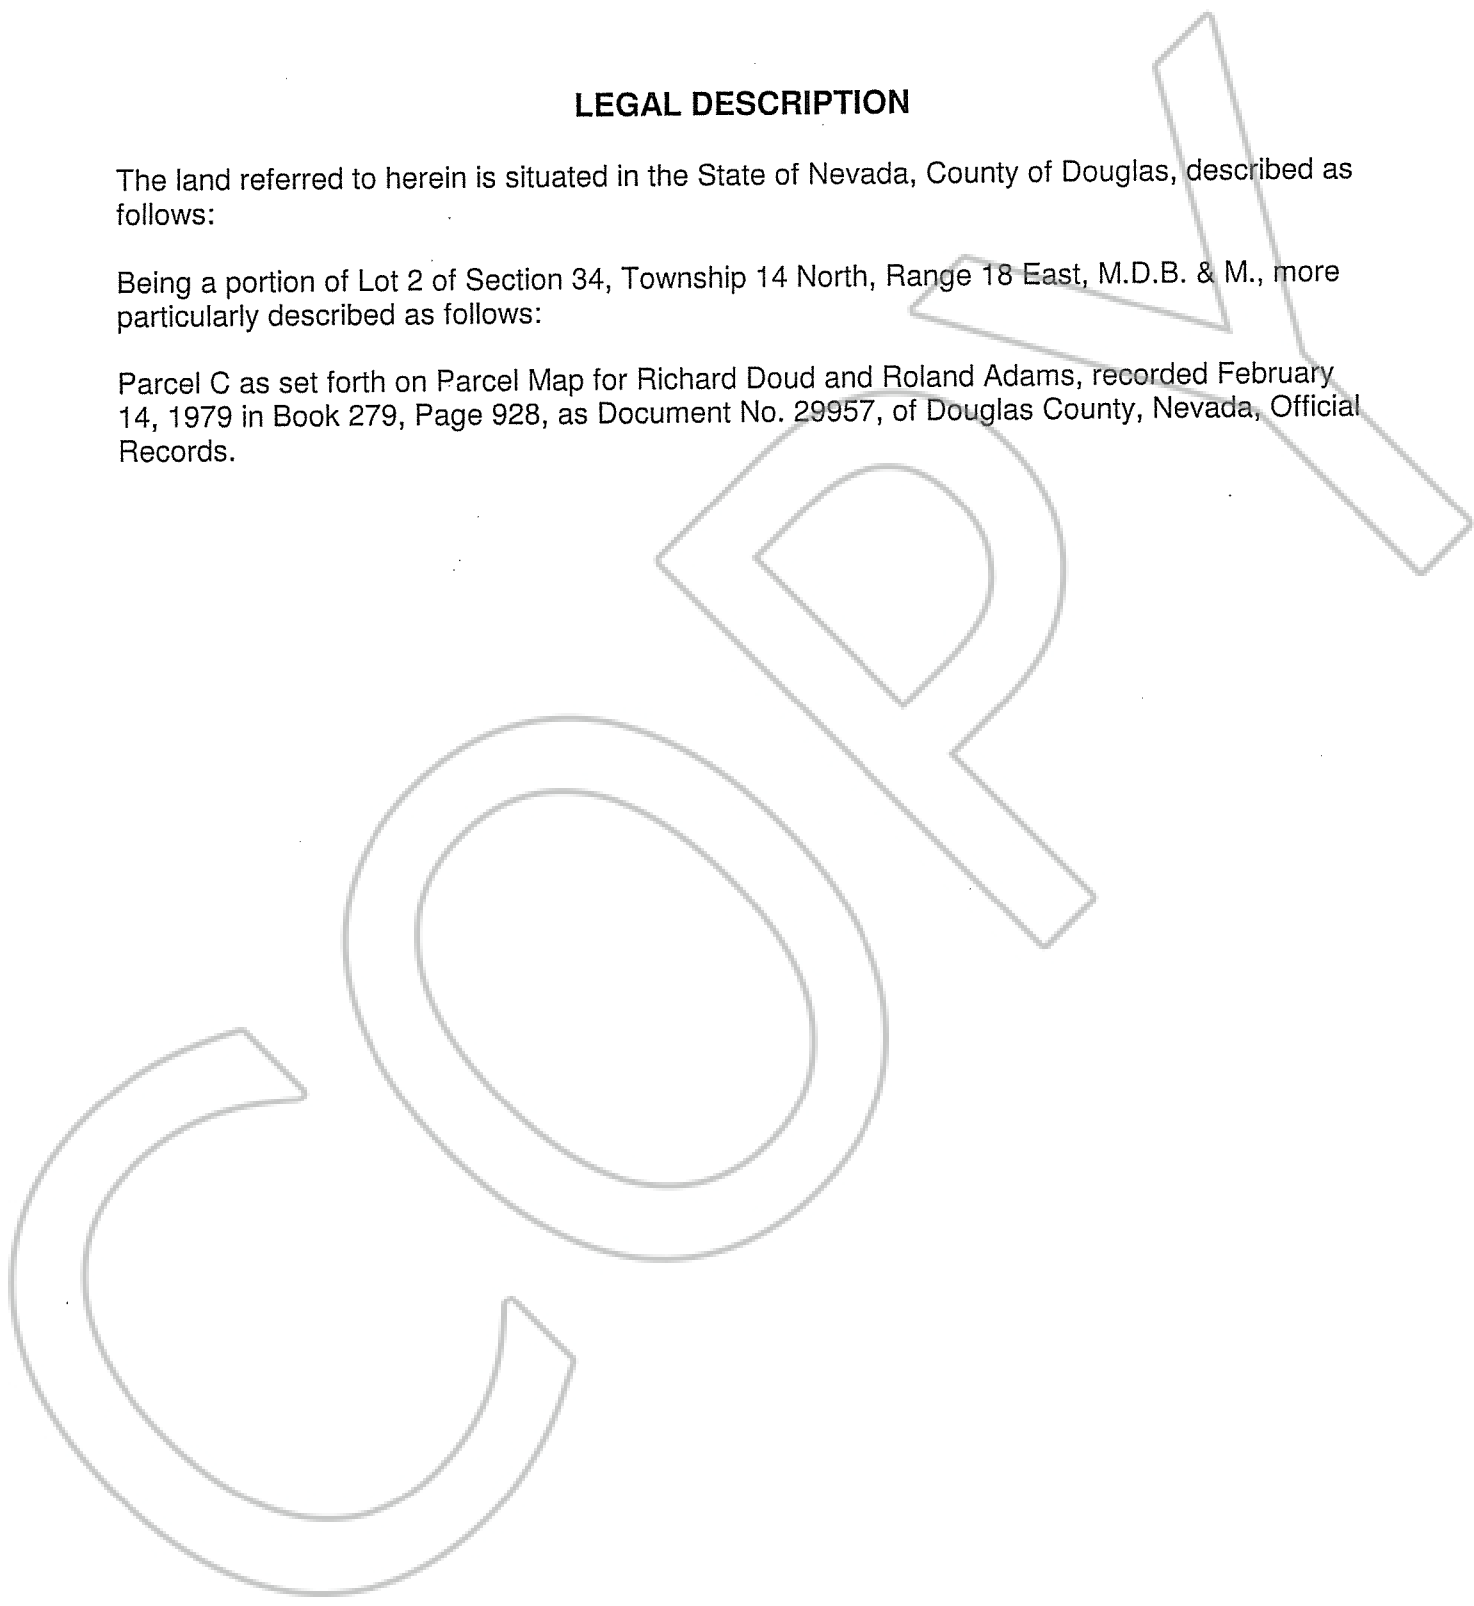 LEGAL DESCRIPTION
The land referred to herein is situated in the State of Nevada, County of Douglas, described as
follows:
Being a portion of Lot 2 of Section 34, Township 14 North, Range 18 East, M.D.B. & M., more
particularly described as follows:
Parcel C as set forth on Parcel Map for Richard Doud and Roland Adams, recorded February
14, 1979 in Book 279, Page 928, as Document No. 29957, of Douglas County, Nevada, Official
Records.
COPY